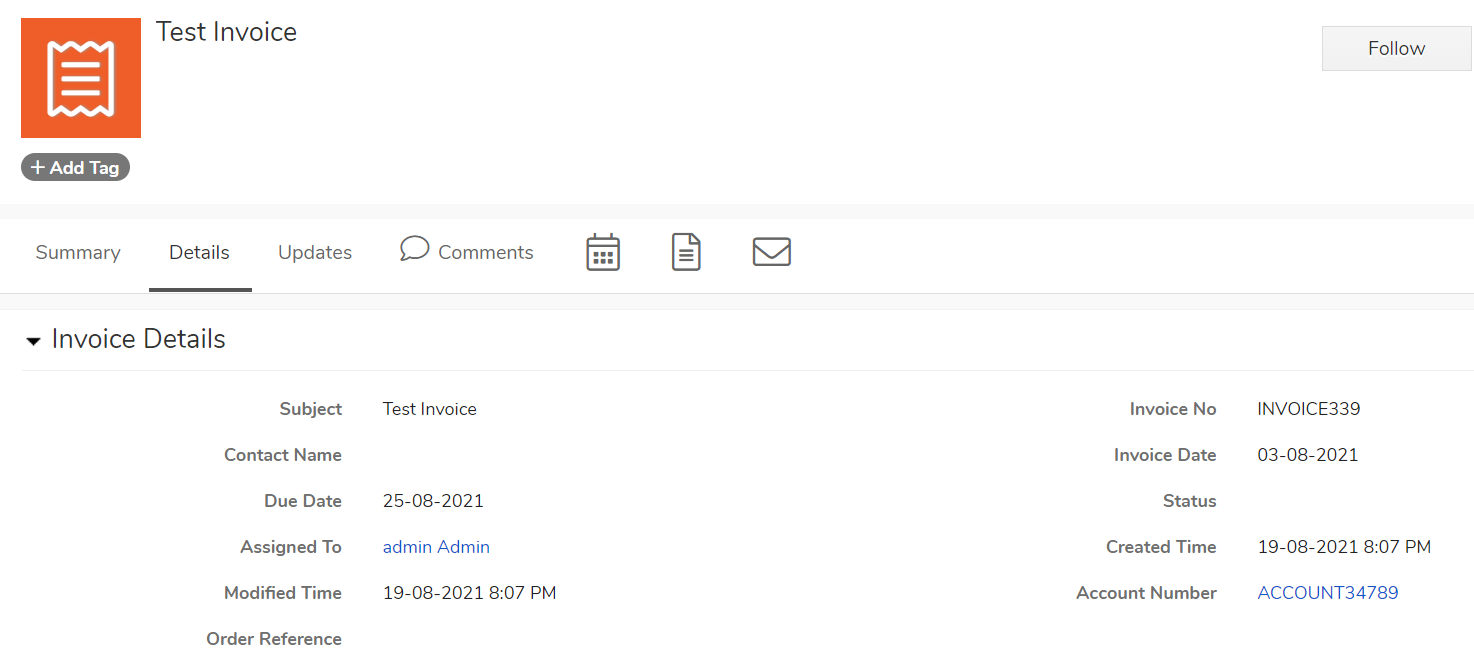 Test Invoice
Follow
+ Add Tag
Summary Details Updates Comments
Invoice Details
Subject Test Invoice Invoice No INVOICE339
Contact Name Invoice Date 03-08-2021
Due Date 25-08-2021 Status
Assigned To admin Admin Created Time 19-08-2021 8:07 PM
Modified Time 19-08-2021 8:07 PM Account Number ACCOUNT34789
Order Reference